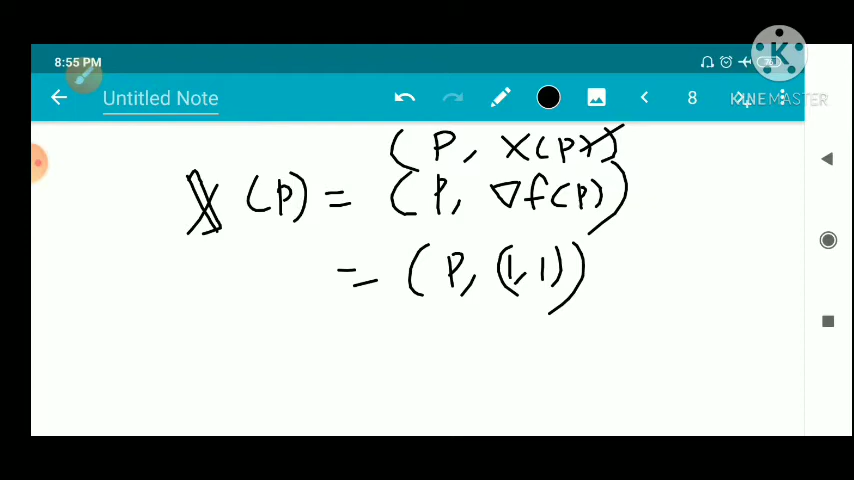 8:55 PM
Untitled Note
8
KINEMASTER
(P, X(p))
𝕏 (p) = (P, ∇f(p))
= (P, (1, 1))